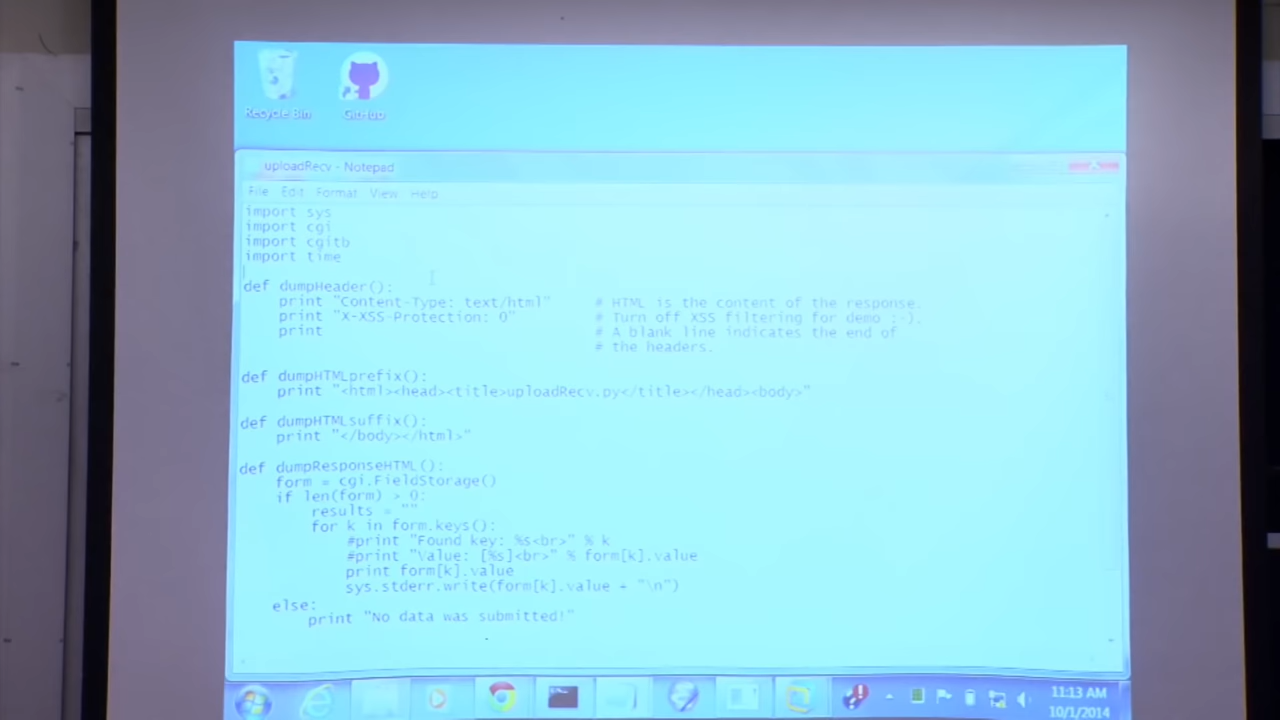 Recycle Bin
GitHub
uploadRecv - Notepad
File Edit Format View Help
import sys
import cgi
import cgitb
import time
def dumpHeader():
    print "Content-Type: text/html"     # HTML is the content of the response.
    print "X-XSS-Protection: 0"         # Turn off XSS filtering for demo :-).
    print                               # A blank line indicates the end of
                                        # the headers.
def dumpHTMLprefix():
    print "<html><head><title>uploadRecv.py</title></head><body>"
def dumpHTMLsuffix():
    print "</body></html>"
def dumpResponseHTML():
    form = cgi.FieldStorage()
    if len(form) > 0:
        results = ""
        for k in form.keys():
            #print "Found key: %s<br>" % k
            #print "Value: [%s]<br>" % form[k].value
            print form[k].value
            sys.stderr.write(form[k].value + "\n")
    else:
        print "No data was submitted!"
11:13 AM
10/1/2014